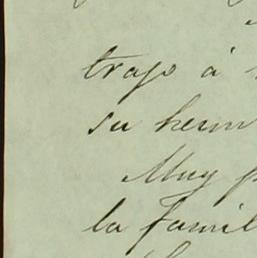 trajo á
su herm
Muy
la famil